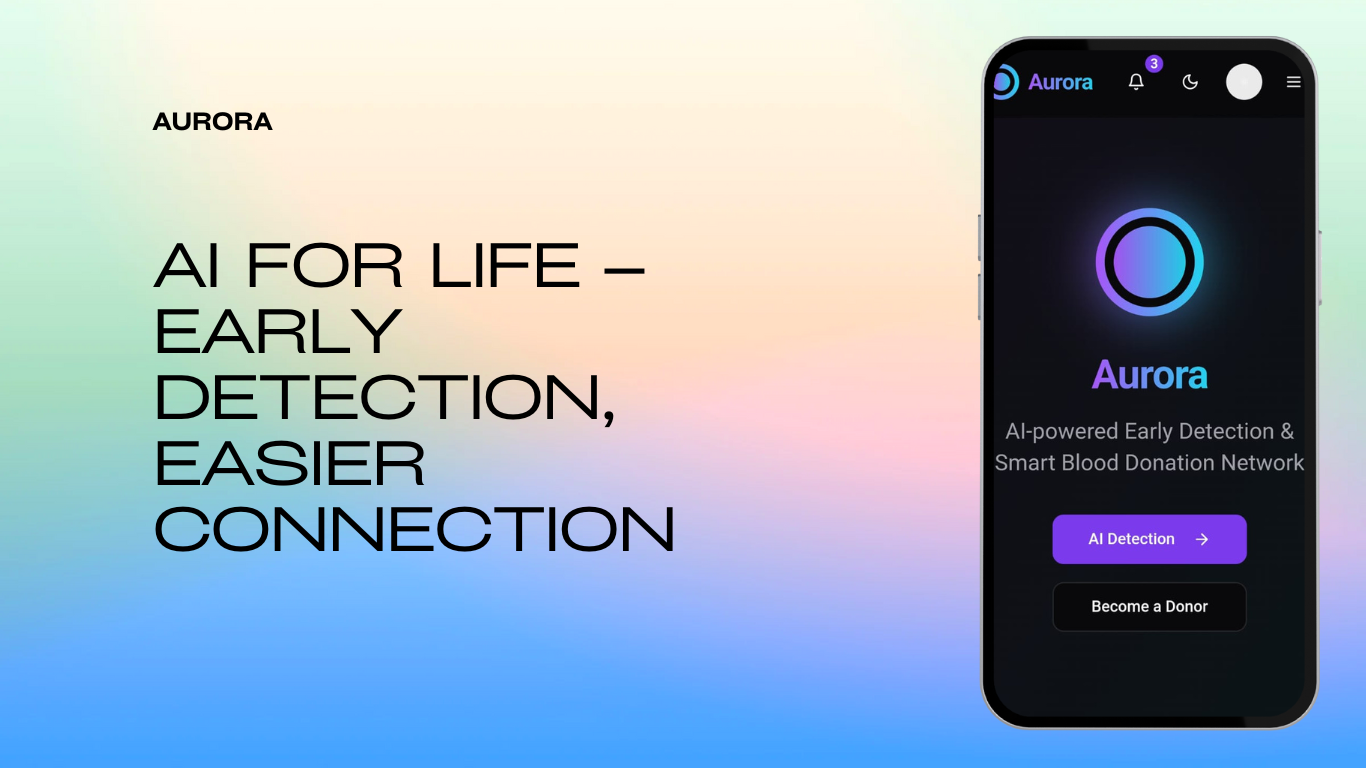 AURORA
AI FOR LIFE –
EARLY
DETECTION,
EASIER
CONNECTION
Aurora
3
Aurora
AI-powered Early Detection &
Smart Blood Donation Network
AI Detection
Become a Donor